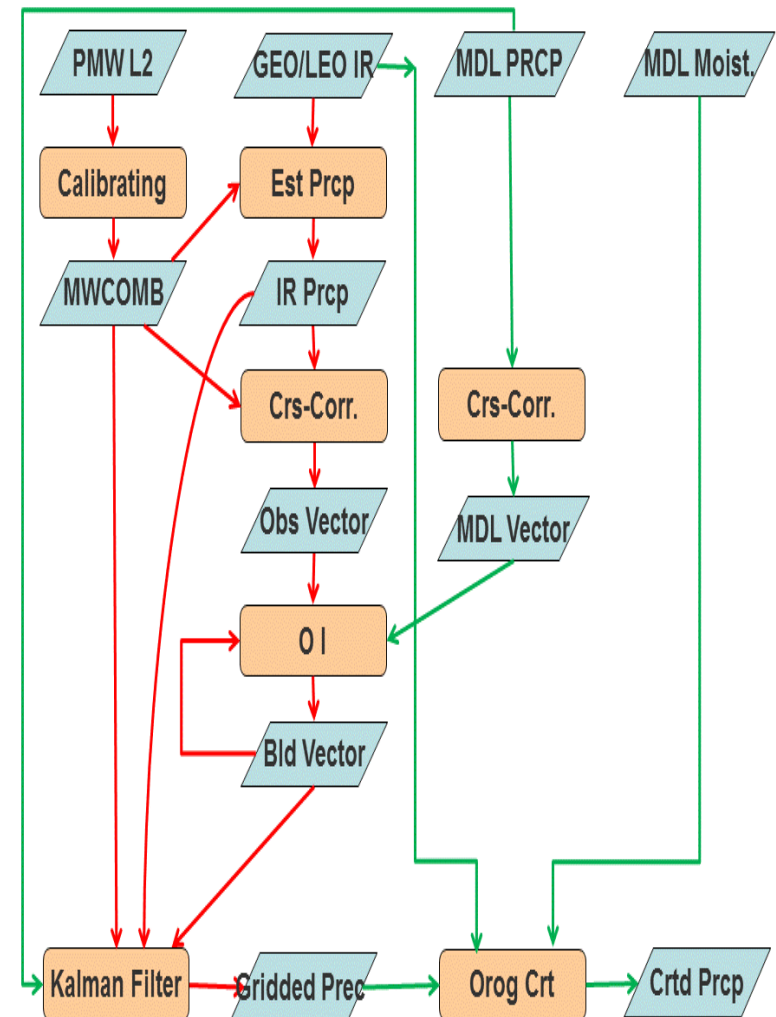 PMW L2
GEO/LEO IR
MDL PRCP
MDL Moist.
Calibrating
Est Prcp
MWCOMB
IR Prcp
Crs-Corr.
Crs-Corr.
Obs Vector
MDL Vector
O I
Bld Vector
Kalman Filter
Gridded Prec
Orog Crt
Crtd Prcp